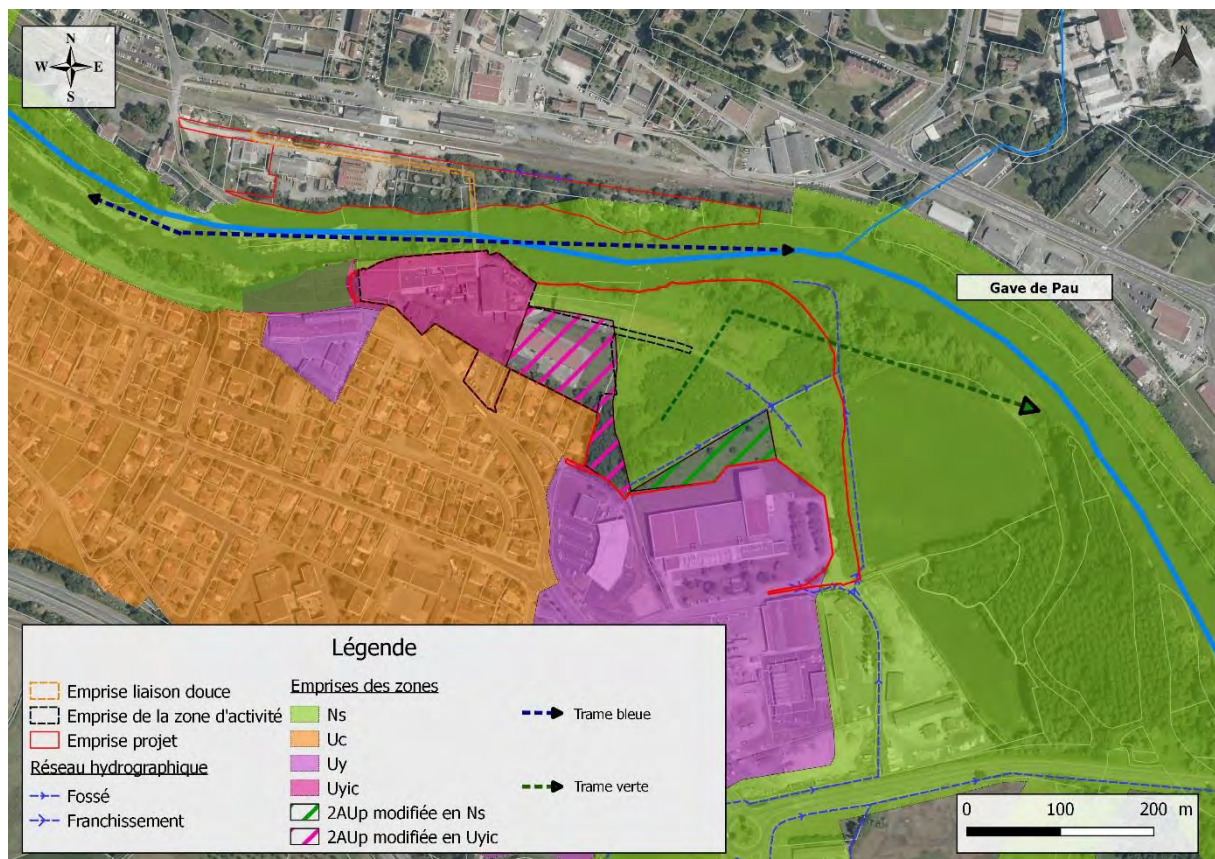 N
W E
S
N
Gave de Pau
Légende
Emprise liaison douce
Emprise de la zone d'activité
Emprise projet
Réseau hydrographique
Fossé
Franchissement
Emprises des zones
Ns
Uc
Uy
Uyic
2AUp modifiée en Ns
2AUp modifiée en Uyic
Trame bleue
Trame verte
0 100 200 m